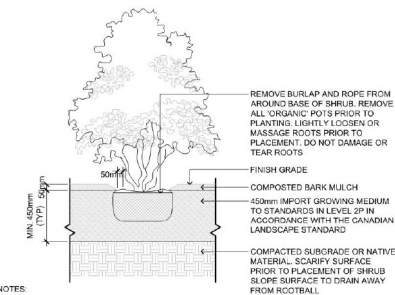 REMOVE BURLAP AND ROPE FROM
AROUND BASE OF SHRUB. REMOVE
ALL 'ORGANIC' POTS PRIOR TO
PLANTING. LIGHTLY LOOSEN OR
MASSAGE ROOTS PRIOR TO
PLACEMENT. DO NOT DAMAGE OR
TEAR ROOTS
50mm
FINISH GRADE
50mm
COMPOSTED BARK MULCH
MIN. 450mm
(TYP)
450mm IMPORT GROWING MEDIUM
TO STANDARDS IN LEVEL 2P IN
ACCORDANCE WITH THE CANADIAN
LANDSCAPE STANDARD
COMPACTED SUBGRADE OR NATIVE
MATERIAL. SCARIFY SURFACE
PRIOR TO PLACEMENT OF SHRUB
SLOPE SURFACE TO DRAIN AWAY
FROM ROOTBALL
NOTES: